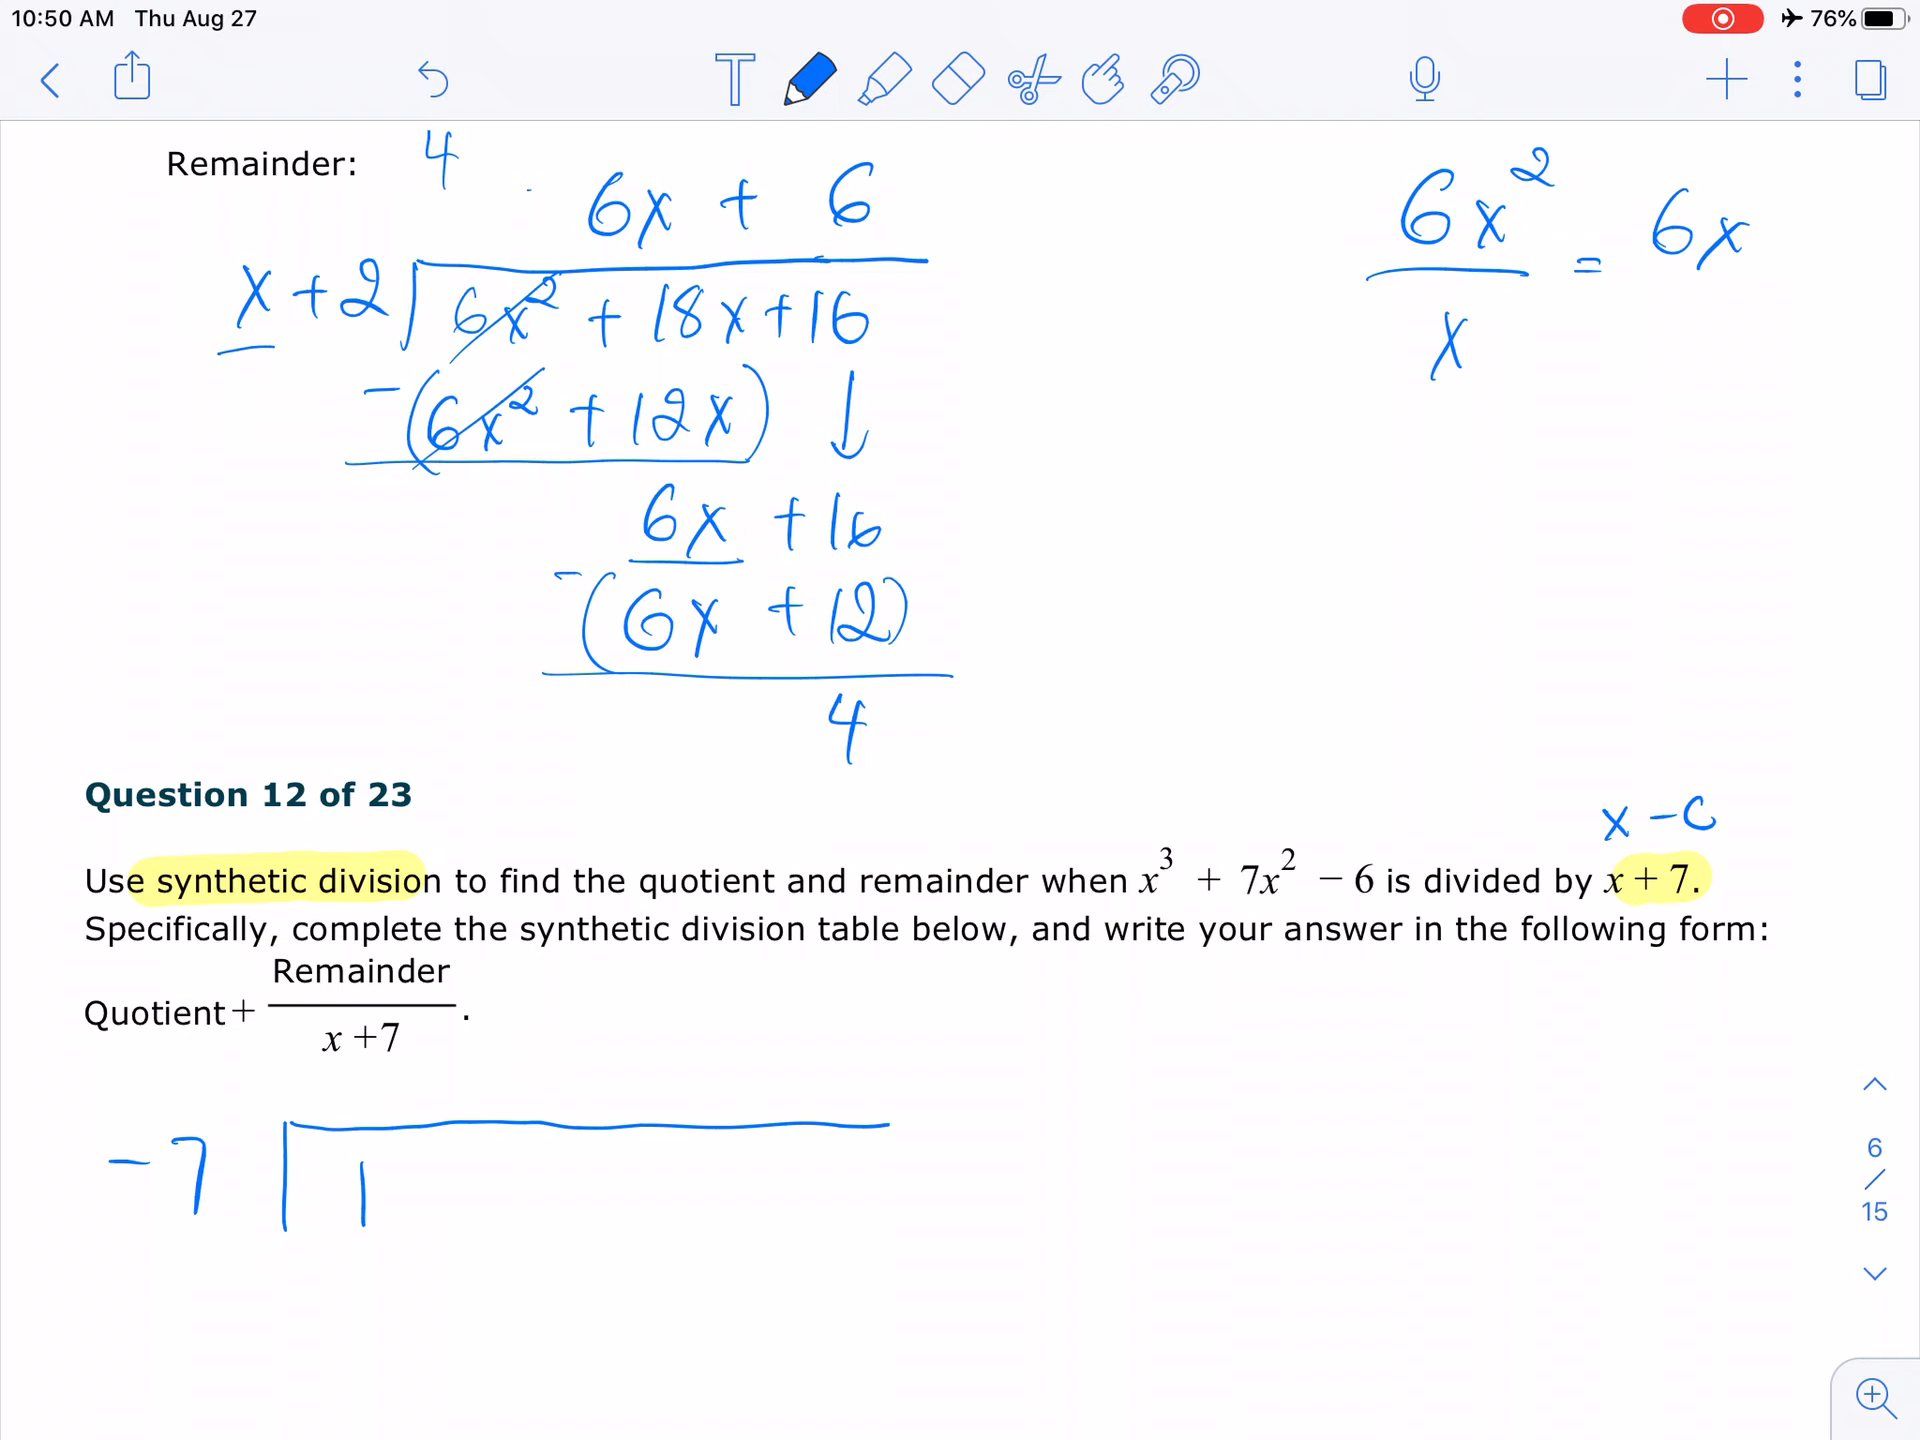 10:50 AM Thu Aug 27 76%
T
Remainder: 4
6x + 6
x + 2 6x² + 18x + 16
-(6x² + 12x)
6x + 16
-(6x + 12)
4
6x² / x = 6x
Question 12 of 23
x - c
Use synthetic division to find the quotient and remainder when x³ + 7x² − 6 is divided by x + 7.
Specifically, complete the synthetic division table below, and write your answer in the following form:
Remainder
Quotient + .
x +7
-7 1
6
/
15